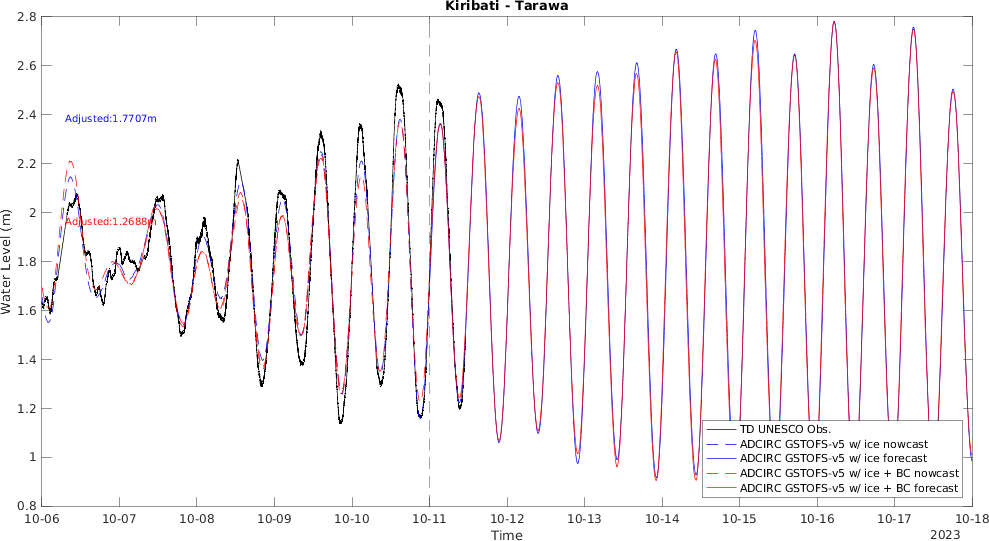 Kiribati - Tarawa
2.8
2.6
2.4
2.2
2
1.8
1.6
1.4
1.2
1
0.8
Water Level (m)
Adjusted:1.7707m
Adjusted:1.2688m
TD UNESCO Obs.
ADCIRC GSTOFS-v5 w/ ice nowcast
ADCIRC GSTOFS-v5 w/ ice forecast
ADCIRC GSTOFS-v5 w/ ice + BC nowcast
ADCIRC GSTOFS-v5 w/ ice + BC forecast
10-06 10-07 10-08 10-09 10-10 10-11 10-12 10-13 10-14 10-15 10-16 10-17 10-18
Time
2023